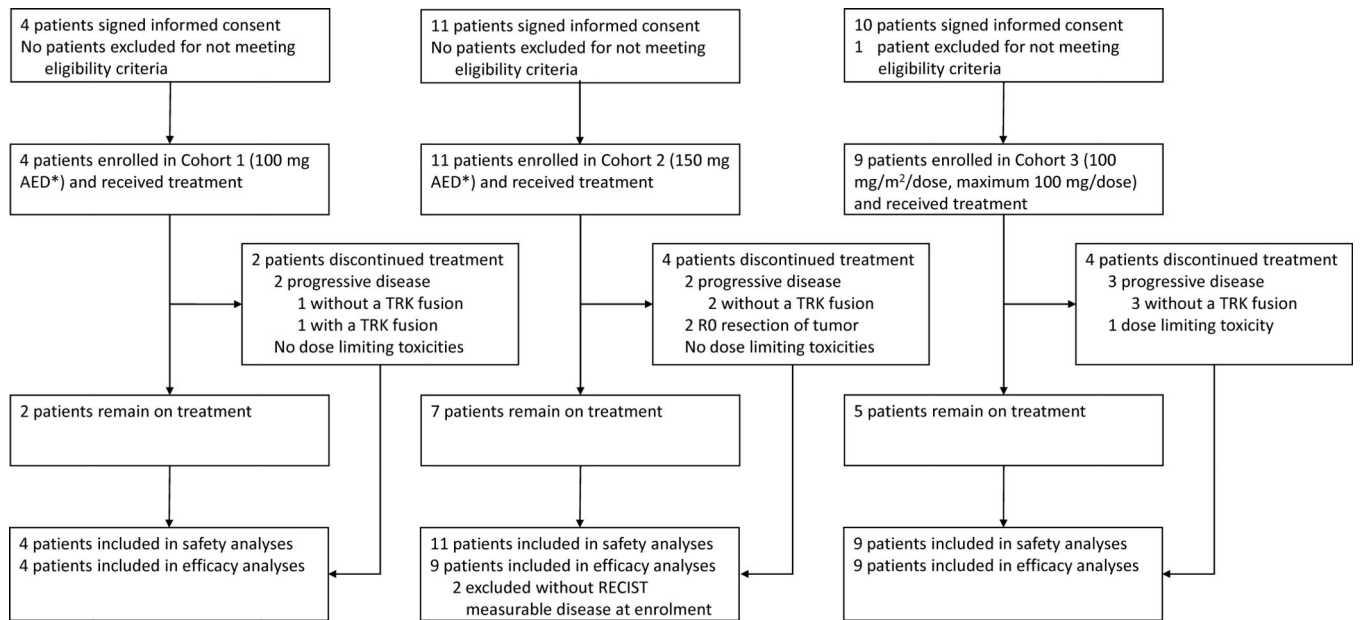 4 patients signed informed consent
No patients excluded for not meeting
eligibility criteria
11 patients signed informed consent
No patients excluded for not meeting
eligibility criteria
10 patients signed informed consent
1 patient excluded for not meeting
eligibility criteria
4 patients enrolled in Cohort 1 (100 mg
AED*) and received treatment
11 patients enrolled in Cohort 2 (150 mg
AED*) and received treatment
9 patients enrolled in Cohort 3 (100
mg/m²/dose, maximum 100 mg/dose)
and received treatment
2 patients discontinued treatment
2 progressive disease
1 without a TRK fusion
1 with a TRK fusion
No dose limiting toxicities
4 patients discontinued treatment
2 progressive disease
2 without a TRK fusion
2 R0 resection of tumor
No dose limiting toxicities
4 patients discontinued treatment
3 progressive disease
3 without a TRK fusion
1 dose limiting toxicity
2 patients remain on treatment
7 patients remain on treatment
5 patients remain on treatment
4 patients included in safety analyses
4 patients included in efficacy analyses
11 patients included in safety analyses
9 patients included in efficacy analyses
2 excluded without RECIST
measurable disease at enrolment
9 patients included in safety analyses
9 patients included in efficacy analyses